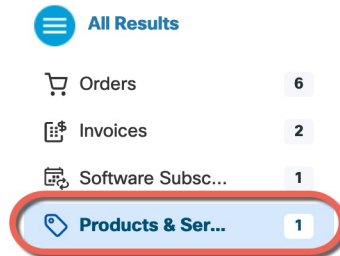 All Results
Orders 6
Invoices 2
Software Subsc... 1
Products & Ser... 1